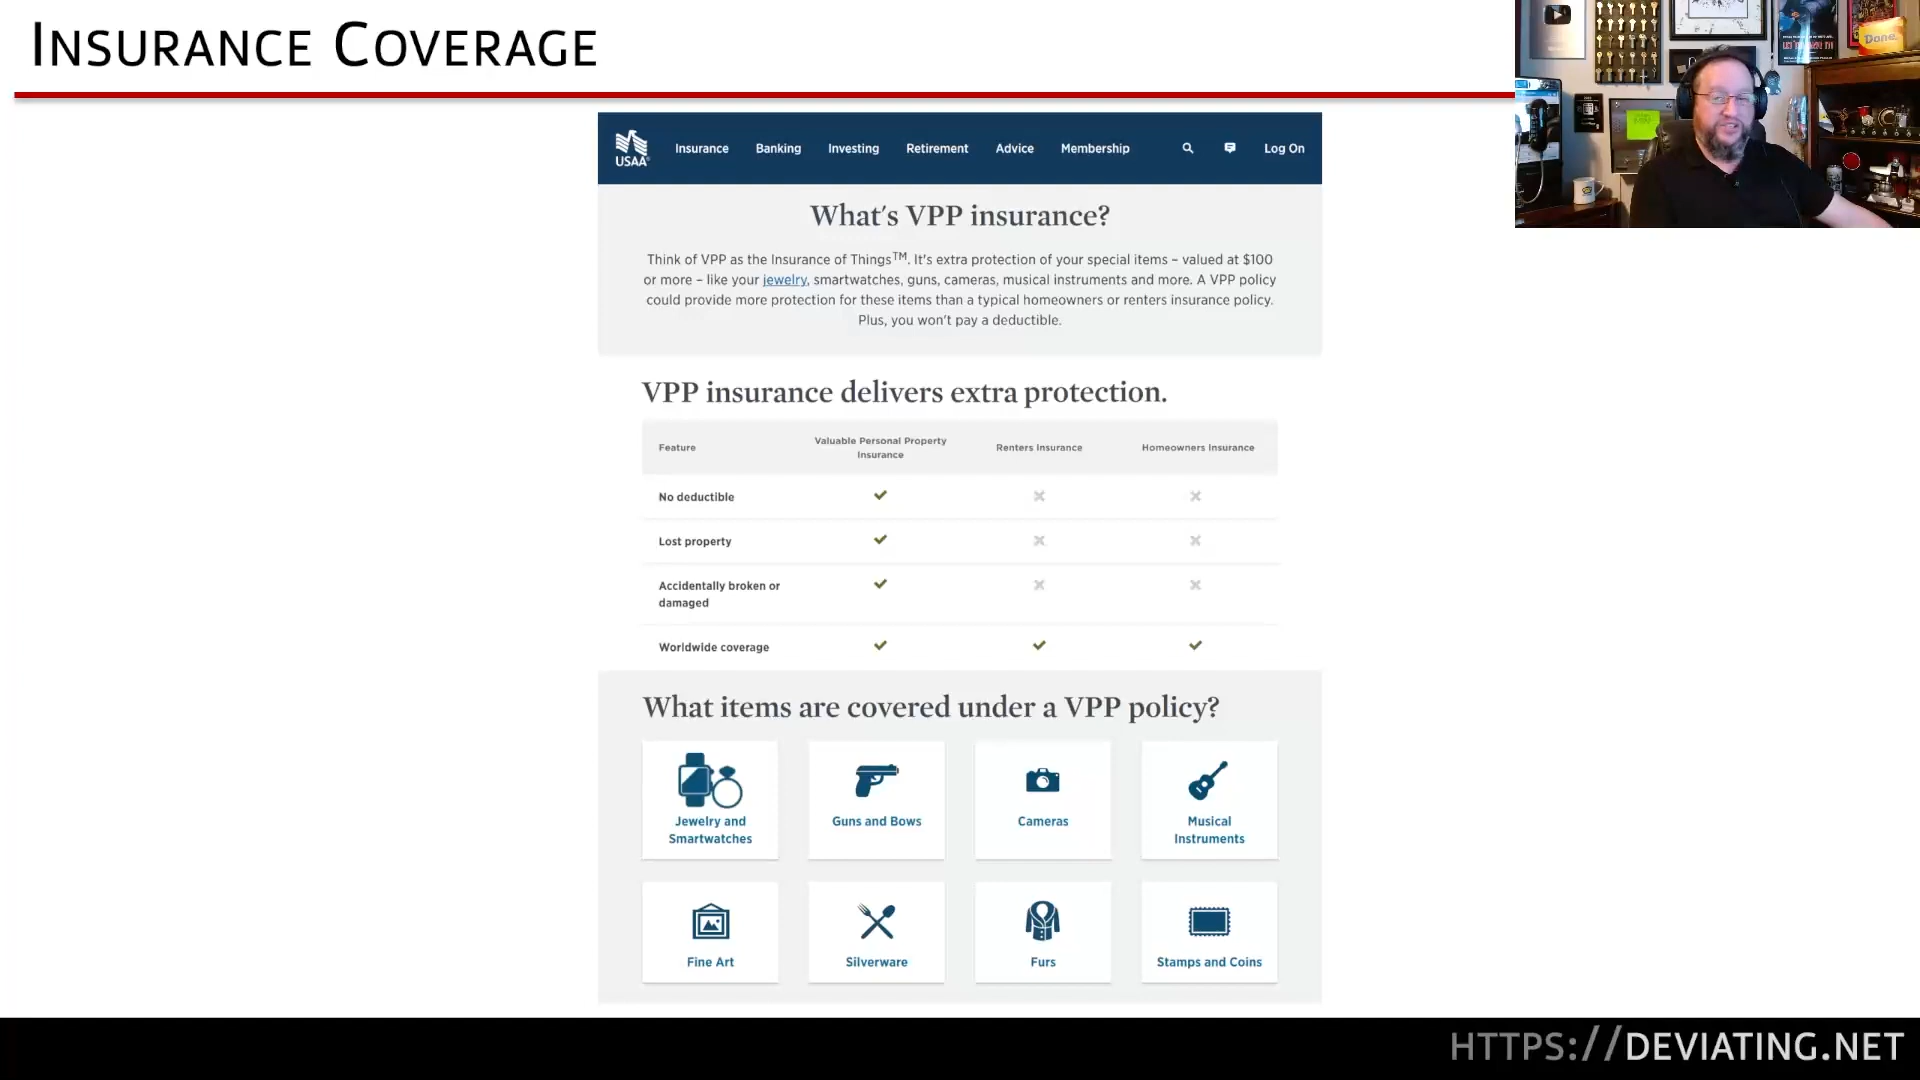 INSURANCE COVERAGE
USAA
Insurance Banking Investing Retirement Advice Membership Log On
What's VPP insurance?
Think of VPP as the Insurance of Things™. It's extra protection of your special items – valued at $100
or more – like your jewelry, smartwatches, guns, cameras, musical instruments and more. A VPP policy
could provide more protection for these items than a typical homeowners or renters insurance policy.
Plus, you won't pay a deductible.
VPP insurance delivers extra protection.
Feature
Valuable Personal Property
Insurance
Renters Insurance
Homeowners Insurance
No deductible
Lost property
Accidentally broken or
damaged
Worldwide coverage
What items are covered under a VPP policy?
Jewelry and
Smartwatches
Guns and Bows
Cameras
Musical
Instruments
Fine Art
Silverware
Furs
Stamps and Coins
Done.
HTTPS://DEVIATING.NET